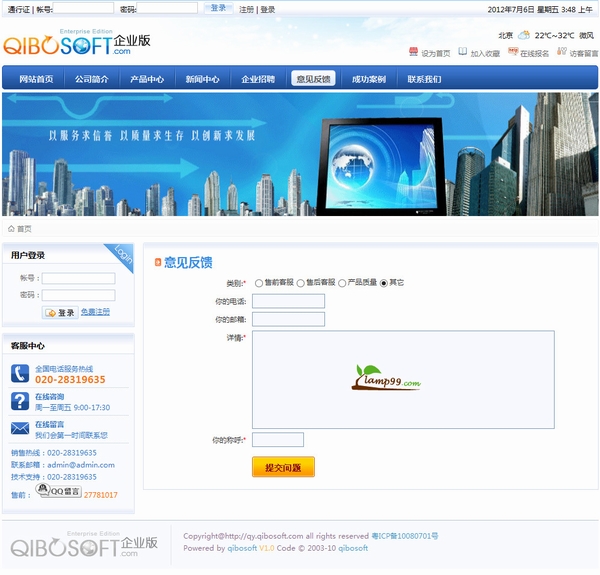 通行证 | 帐号: 密码: 登录 注册 | 登录 2012年7月6日 星期五 3:48 上午
Enterprise Edition
QIBOSOFT企业版
.com
北京 22℃~32℃ 微风
设为首页 加入收藏 在线报名 访客留言
网站首页 公司简介 产品中心 新闻中心 企业招聘 意见反馈 成功案例 联系我们
以服务求信誉 以质量求生存 以创新求发展
首页
用户登录
Login
帐号：
密码：
登录 免费注册
客服中心
全国电话服务热线
020-28319635
在线咨询
周一至周五 9:00-17:30
在线留言
我们会第一时间联系您
销售热线：020-28319635
联系邮箱：admin@admin.com
技术支持：020-28319635
售前： QQ留言 27781017
意见反馈
类别:* 售前客服 售后客服 产品质量 其它
你的电话:
你的邮箱:
详情:*
lamp99.com
你的称呼:*
提交问题
Enterprise Edition
QIBOSOFT企业版
.com
Copyright@http://qy.qibosoft.com all rights reserved 粤ICP备10080701号
Powered by qibosoft V1.0 Code © 2003-10 qibosoft